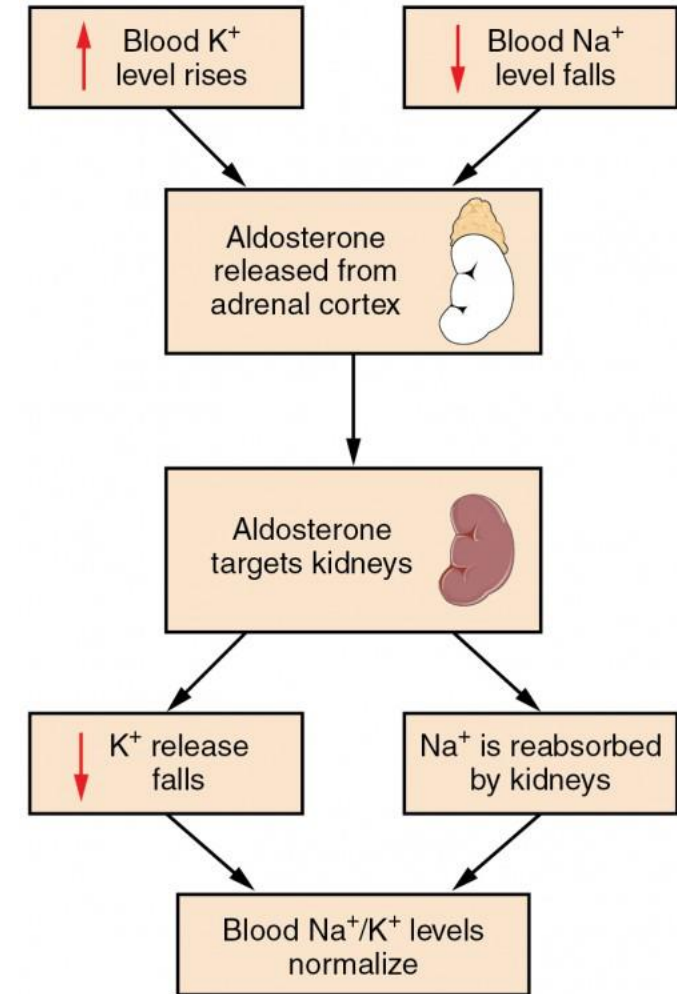 Blood K⁺
level rises
Blood Na⁺
level falls
Aldosterone
released from
adrenal cortex
Aldosterone
targets kidneys
K⁺ release
falls
Na⁺ is reabsorbed
by kidneys
Blood Na⁺/K⁺ levels
normalize